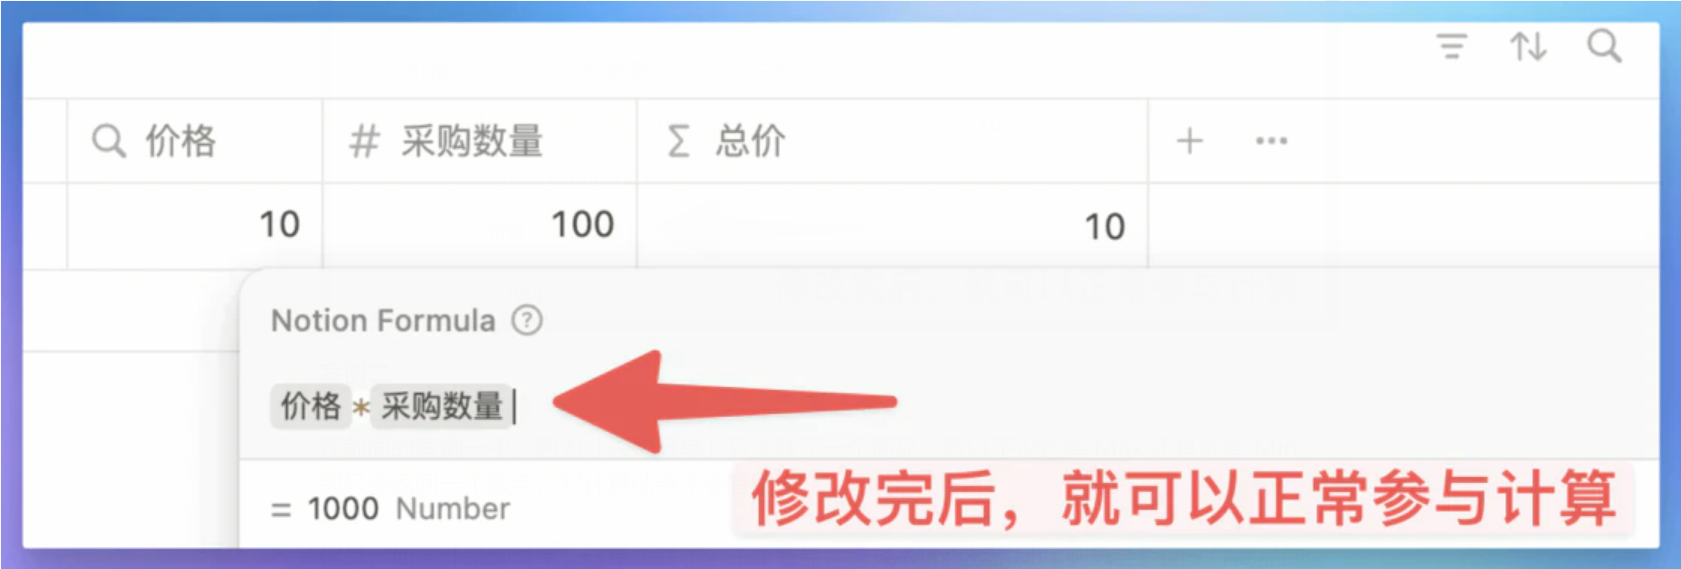 价格 # 采购数量 Σ 总价 + •••
10 100 10
Notion Formula ?
价格*采购数量
= 1000 Number
修改完后，就可以正常参与计算